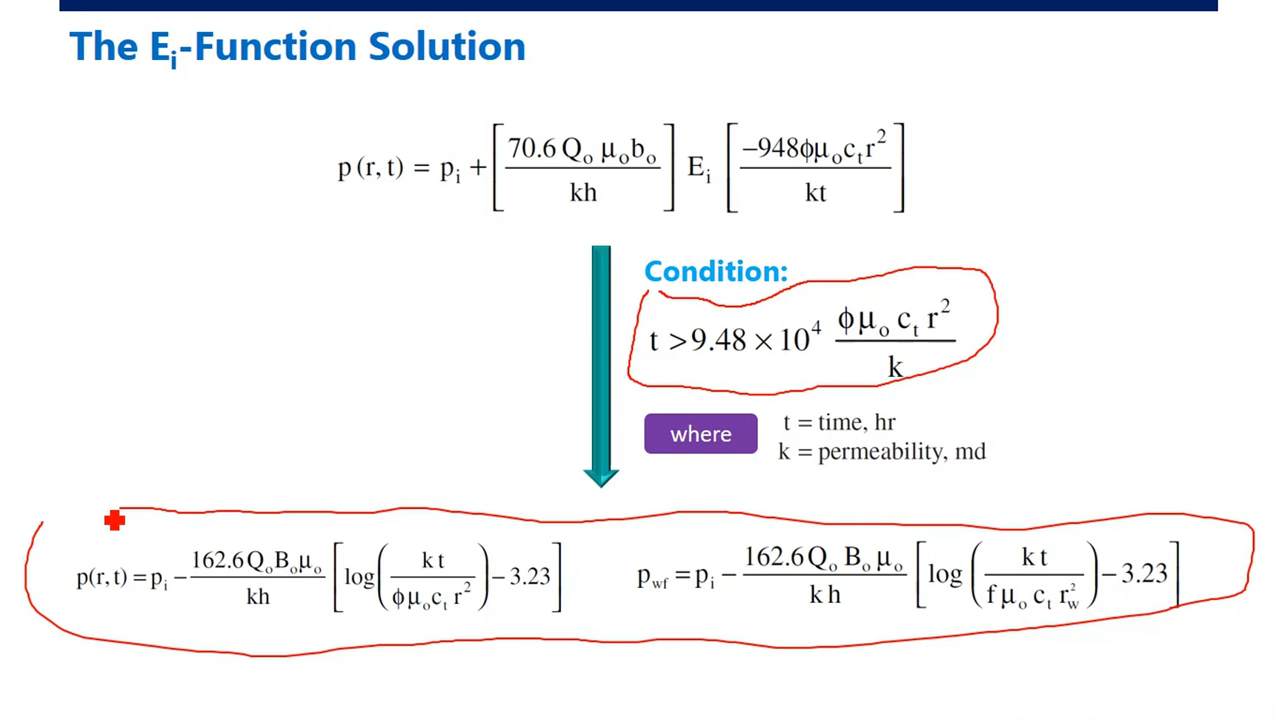 The Ei-Function Solution
p (r, t) = pi + [70.6 Qo μo bo / kh] Ei [−948ϕμo ct r² / kt]
Condition:
t > 9.48 × 10⁴ ϕμo ct r² / k
where
t = time, hr
k = permeability, md
p(r, t) = pi − 162.6 Qo Bo μo / kh [log (k t / ϕμo ct r²) − 3.23]
pwf = pi − 162.6 Qo Bo μo / k h [log (k t / f μo ct rw²) − 3.23]